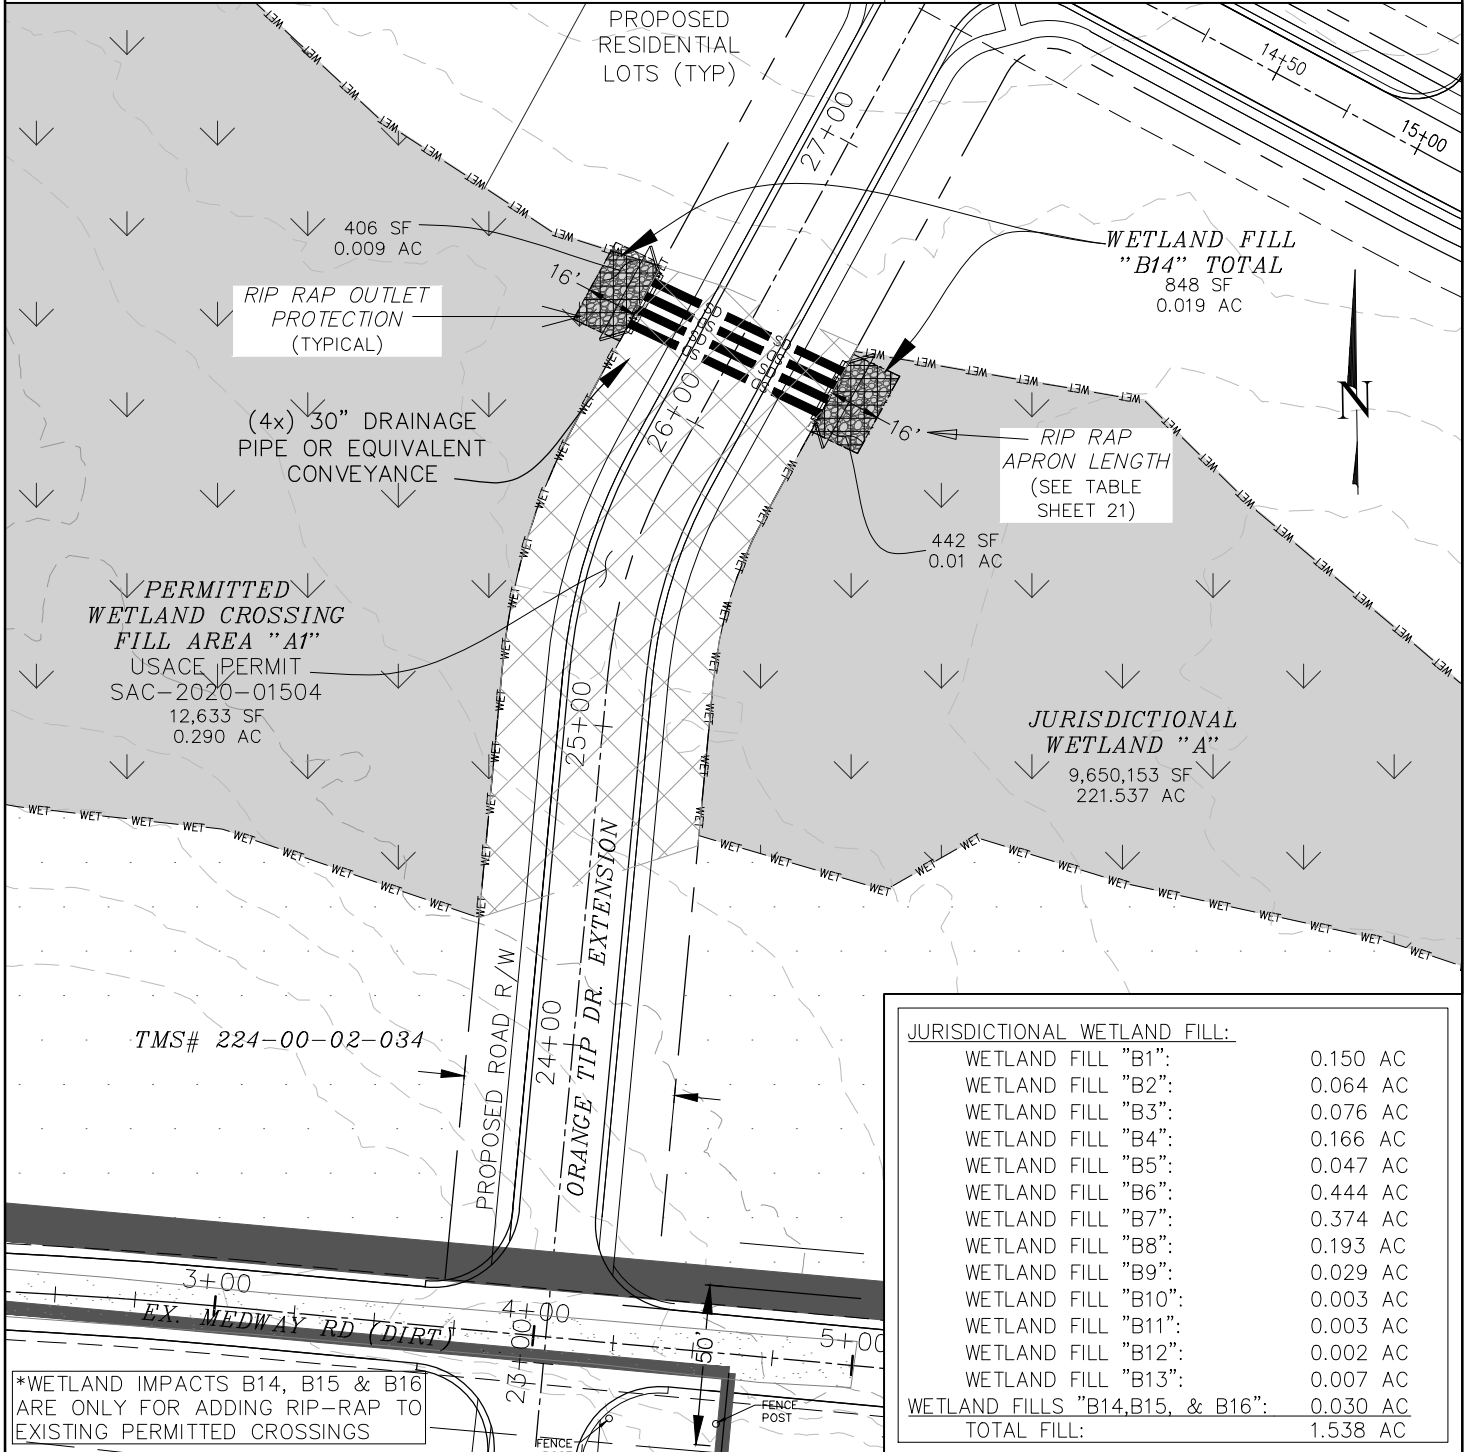 PROPOSED
RESIDENTIAL
LOTS (TYP)
14+50
15+00
27+00
406 SF
0.009 AC
16'
RIP RAP OUTLET
PROTECTION
(TYPICAL)
WETLAND FILL
"B14" TOTAL
848 SF
0.019 AC
N
(4x) 30" DRAINAGE
PIPE OR EQUIVALENT
CONVEYANCE
26+00
16'
RIP RAP
APRON LENGTH
(SEE TABLE
SHEET 21)
442 SF
0.01 AC
PERMITTED
WETLAND CROSSING
FILL AREA "A1"
USACE PERMIT
SAC-2020-01504
12,633 SF
0.290 AC
25+00
JURISDICTIONAL
WETLAND "A"
9,650,153 SF
221.537 AC
WET
PROPOSED ROAD R/W
24+00
ORANGE TIP DR. EXTENSION
TMS# 224-00-02-034
3+00
4+00
5+00
EX. MEDWAY RD (DIRT)
23+00
50'
FENCE
POST
FENCE
*WETLAND IMPACTS B14, B15 & B16
ARE ONLY FOR ADDING RIP-RAP TO
EXISTING PERMITTED CROSSINGS
JURISDICTIONAL WETLAND FILL:
WETLAND FILL "B1": 0.150 AC
WETLAND FILL "B2": 0.064 AC
WETLAND FILL "B3": 0.076 AC
WETLAND FILL "B4": 0.166 AC
WETLAND FILL "B5": 0.047 AC
WETLAND FILL "B6": 0.444 AC
WETLAND FILL "B7": 0.374 AC
WETLAND FILL "B8": 0.193 AC
WETLAND FILL "B9": 0.029 AC
WETLAND FILL "B10": 0.003 AC
WETLAND FILL "B11": 0.003 AC
WETLAND FILL "B12": 0.002 AC
WETLAND FILL "B13": 0.007 AC
WETLAND FILLS "B14,B15, & B16": 0.030 AC
TOTAL FILL: 1.538 AC